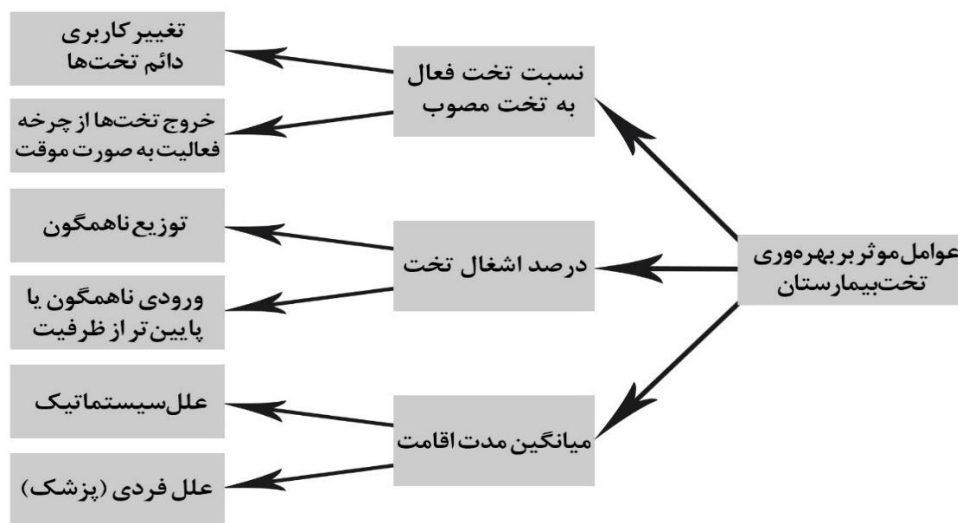 عوامل موثر بر بهره‌وری
تخت بیمارستان
نسبت تخت فعال
به تخت مصوب
تغییر کاربری
دائم تخت‌ها
خروج تخت‌ها از چرخه
فعالیت به صورت موقت
درصد اشغال تخت
توزیع ناهمگون
ورودی ناهمگون یا
پایین‌تر از ظرفیت
میانگین مدت اقامت
علل سیستماتیک
علل فردی (پزشک)